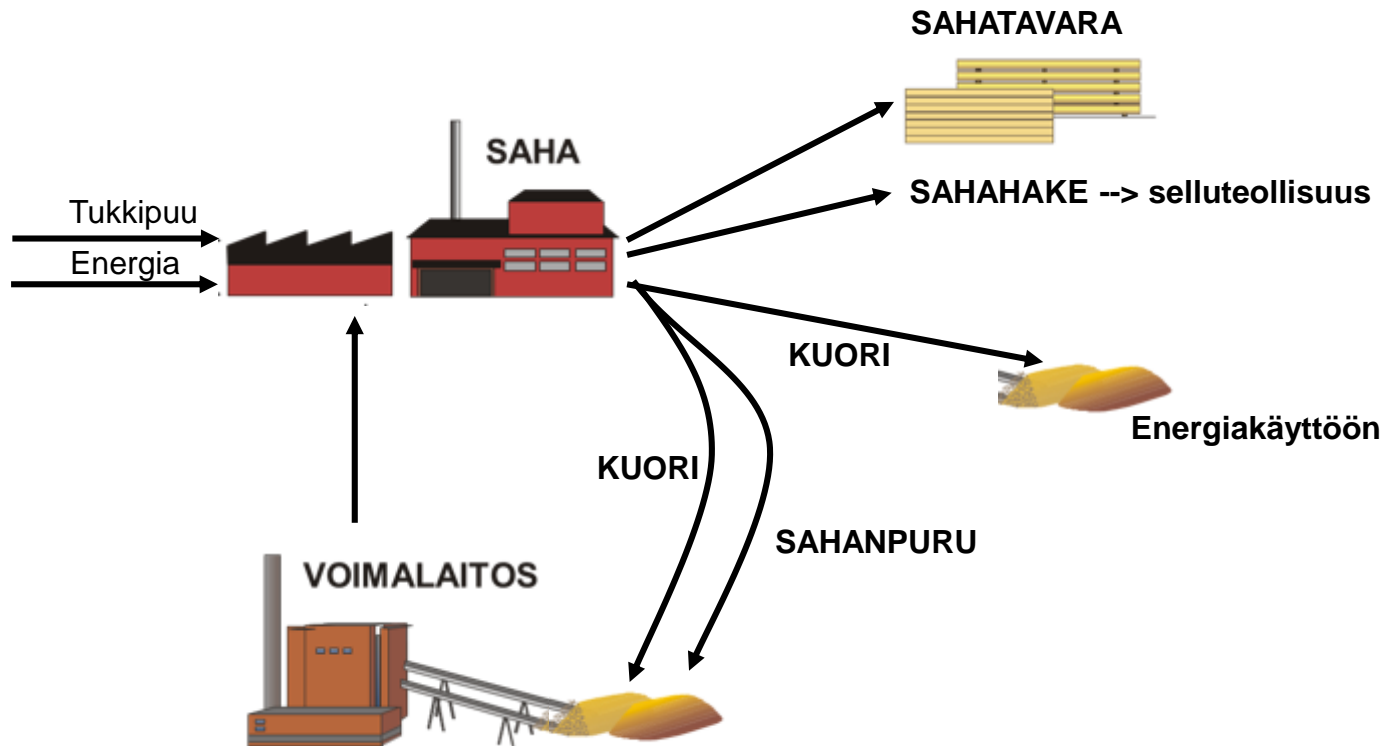 SAHATAVARA
SAHA
SAHAHAKE --> selluteollisuus
Tukkipuu
Energia
KUORI
Energiakäyttöön
KUORI
SAHANPURU
VOIMALAITOS